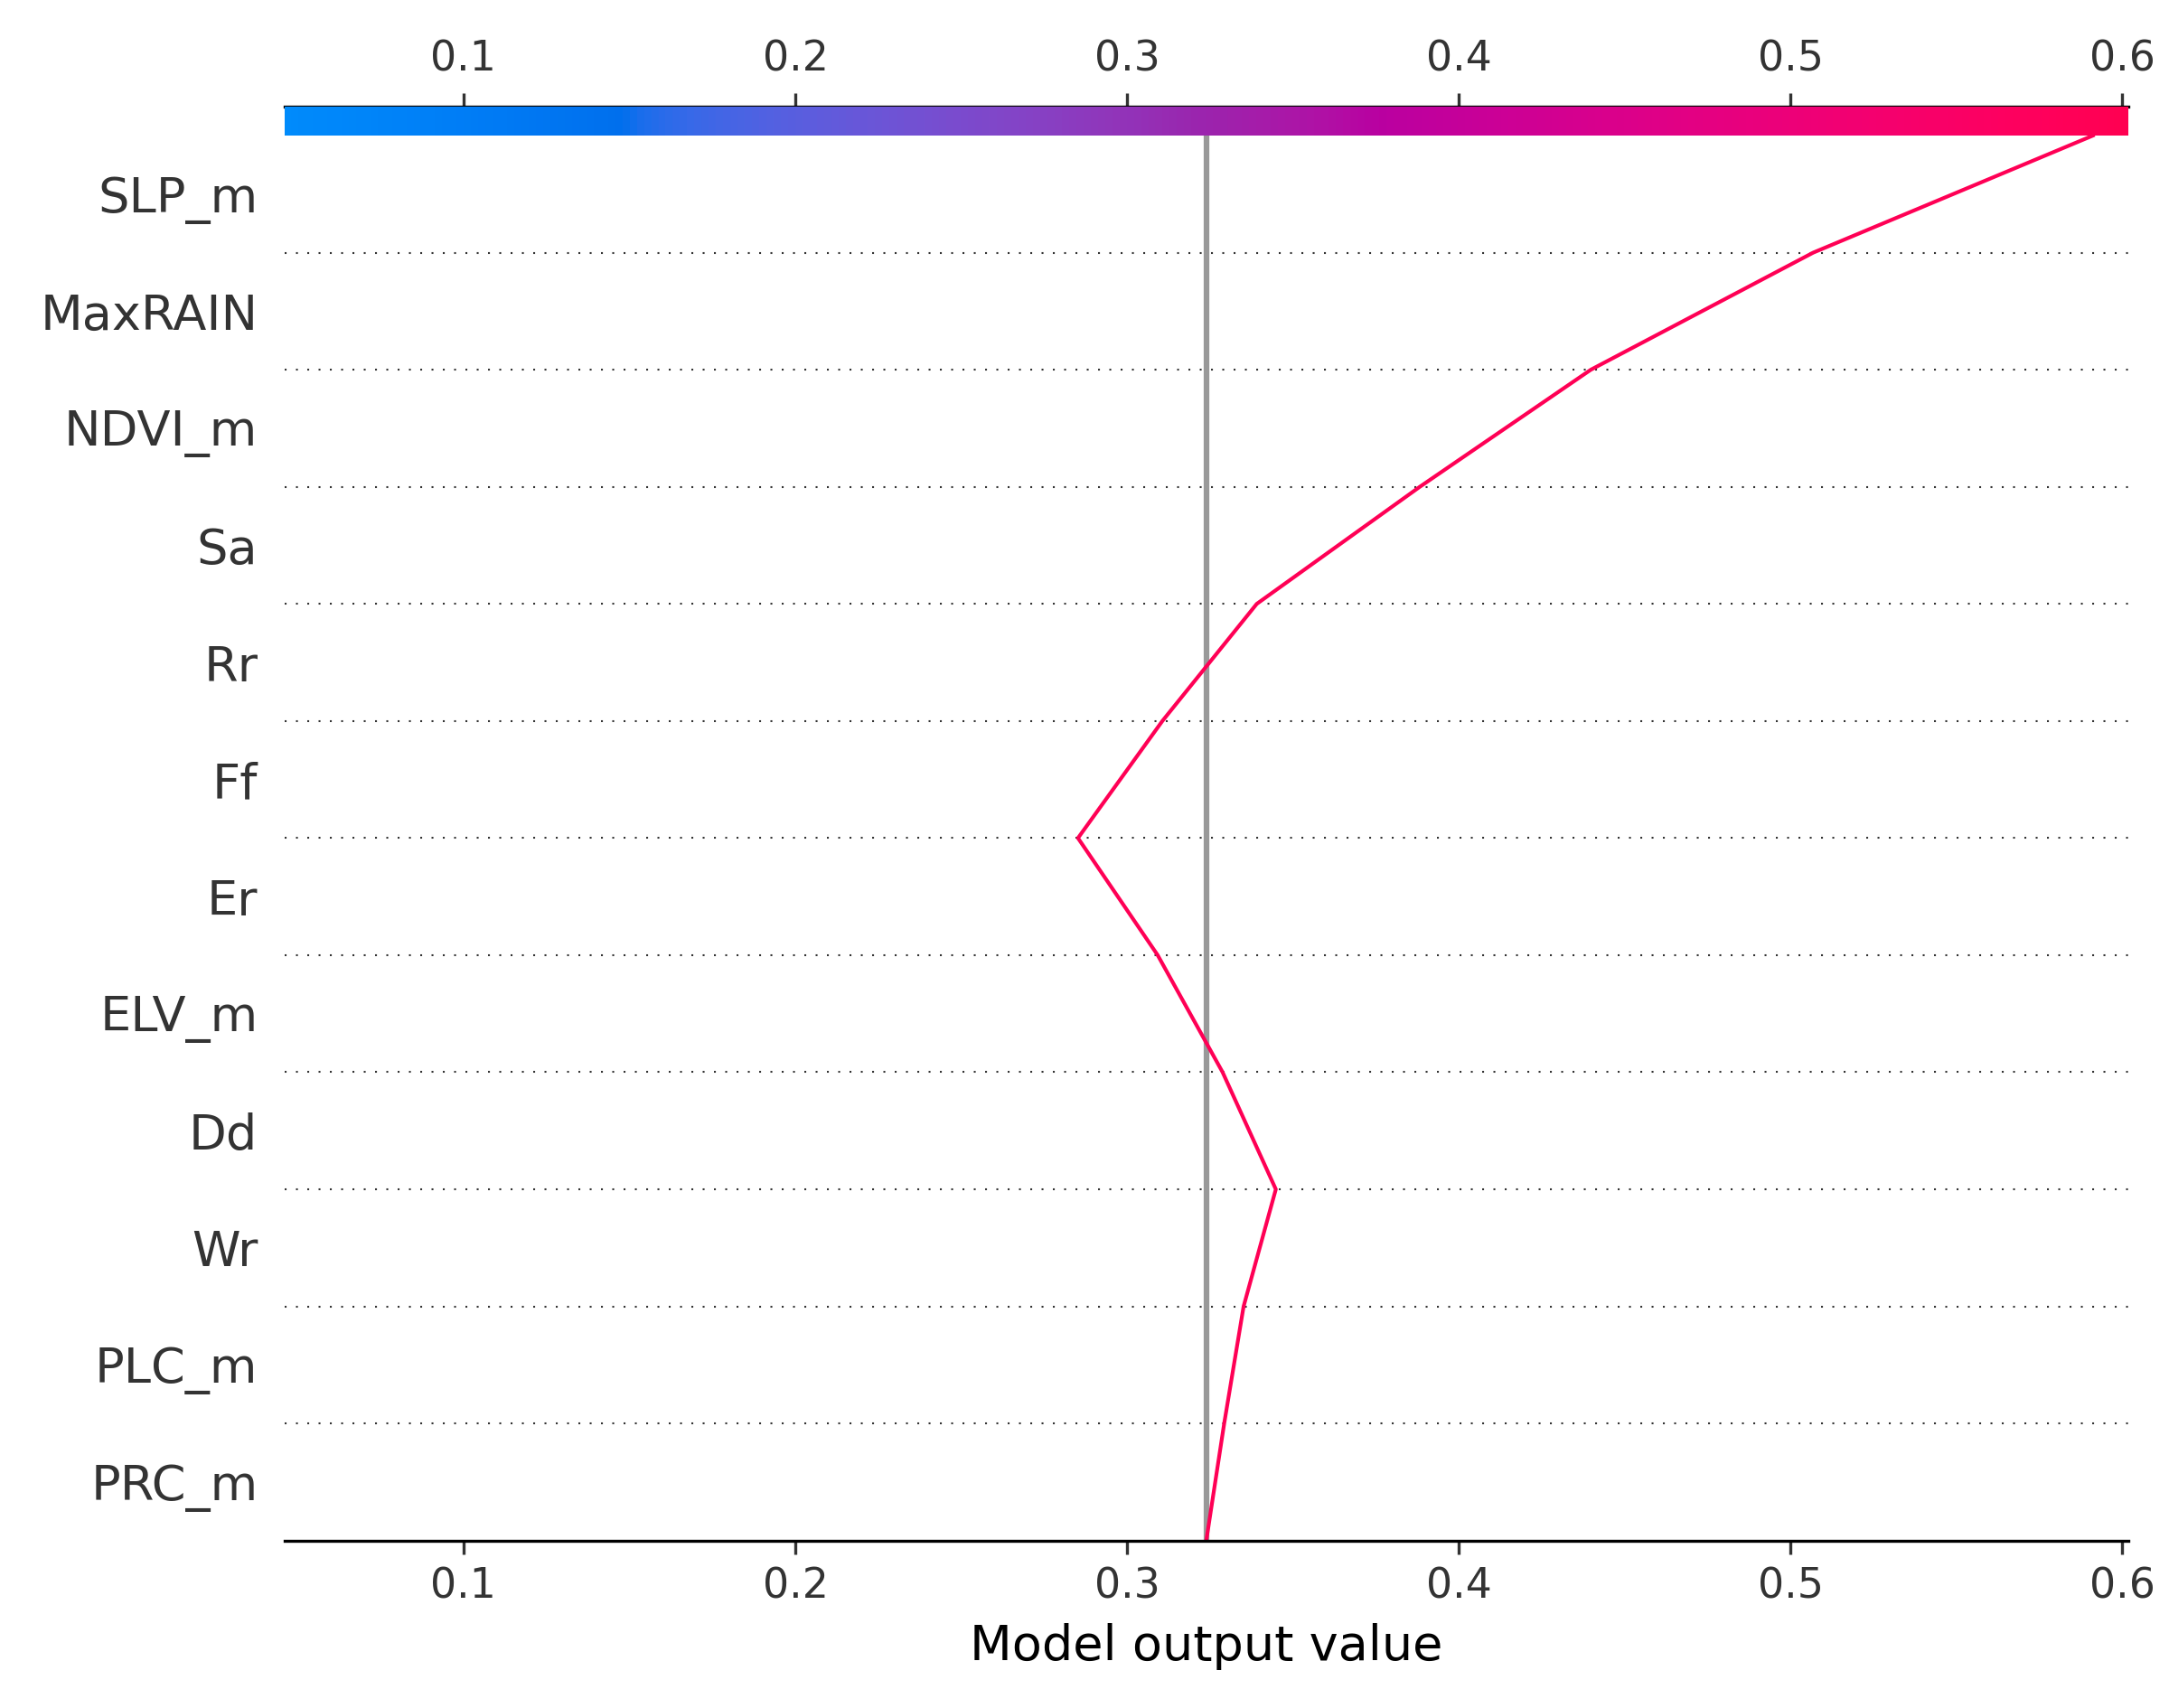 0.1 0.2 0.3 0.4 0.5 0.6
SLP_m
MaxRAIN
NDVI_m
Sa
Rr
Ff
Er
ELV_m
Dd
Wr
PLC_m
PRC_m
0.1 0.2 0.3 0.4 0.5 0.6
Model output value